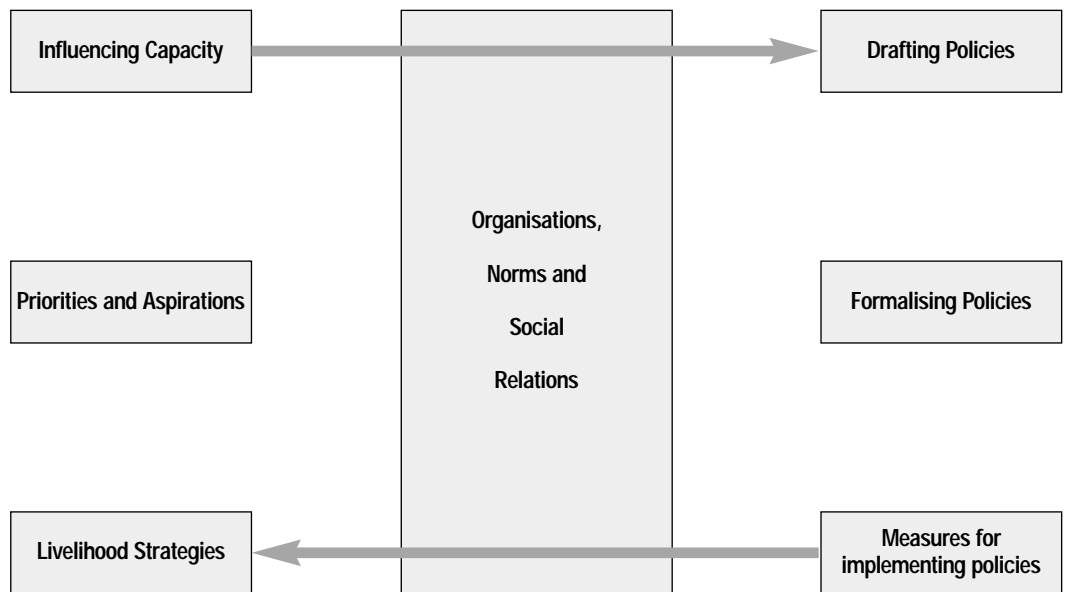 Influencing Capacity
Drafting Policies
Organisations,
Norms and
Social
Relations
Priorities and Aspirations
Formalising Policies
Livelihood Strategies
Measures for
implementing policies